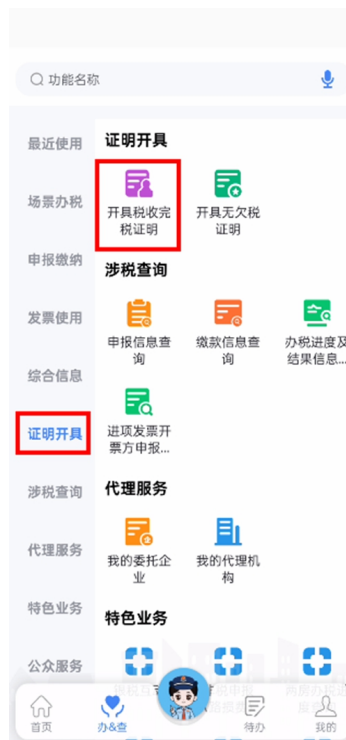 功能名称
最近使用
场景办税
申报缴纳
发票使用
综合信息
证明开具
涉税查询
代理服务
特色业务
公众服务
证明开具
开具税收完
税证明
开具无欠税
证明
涉税查询
申报信息查
询
缴款信息查
询
办税进度及
结果信息...
进项发票开
票方申报...
代理服务
我的委托企
业
我的代理机
构
特色业务
首页
办&查
待办
我的